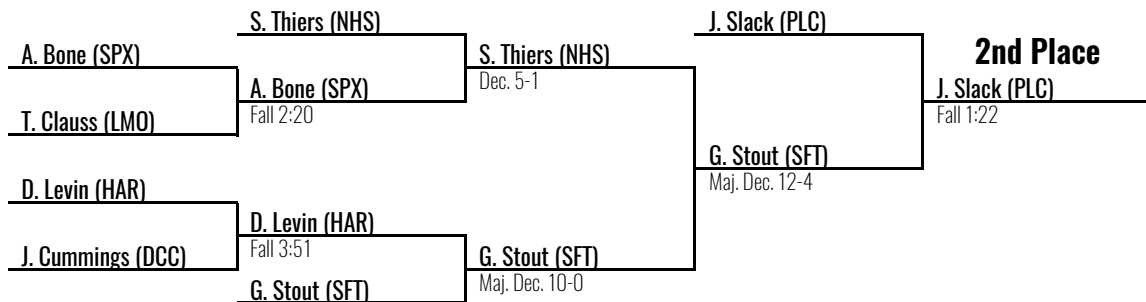 S. Thiers (NHS)
J. Slack (PLC)
2nd Place
A. Bone (SPX)
S. Thiers (NHS)
Dec. 5-1
A. Bone (SPX)
Fall 2:20
J. Slack (PLC)
Fall 1:22
T. Clauss (LMO)
G. Stout (SFT)
Maj. Dec. 12-4
D. Levin (HAR)
D. Levin (HAR)
Fall 3:51
J. Cummings (DCC)
G. Stout (SFT)
Maj. Dec. 10-0
G. Stout (SFT)